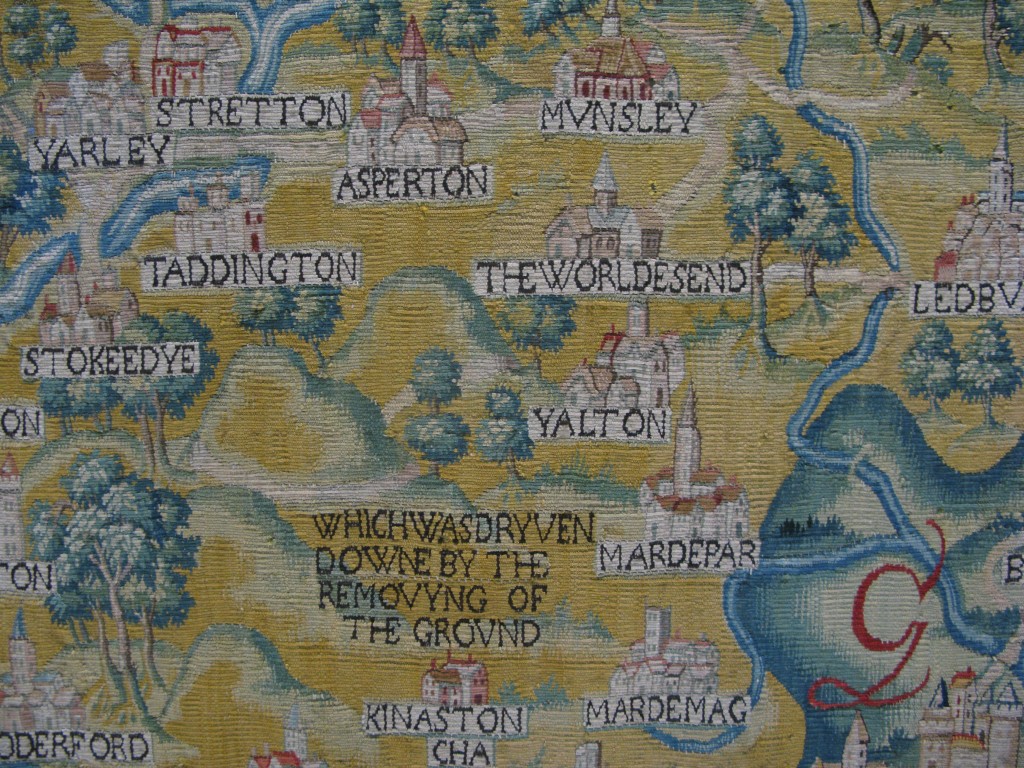 STRETTON
MVNSLEY
YARLEY
ASPERTON
TADDINGTON
THEWORLDESEND
LEDBV
STOKEEDYE
ON
YALTON
WHICHWASDRYVEN
DOWNE BY THE
REMOVYNG OF
THE GROVND
MARDEPAR
TON
B
G
KINASTON
CHA
MARDEMAG
ODERFORD